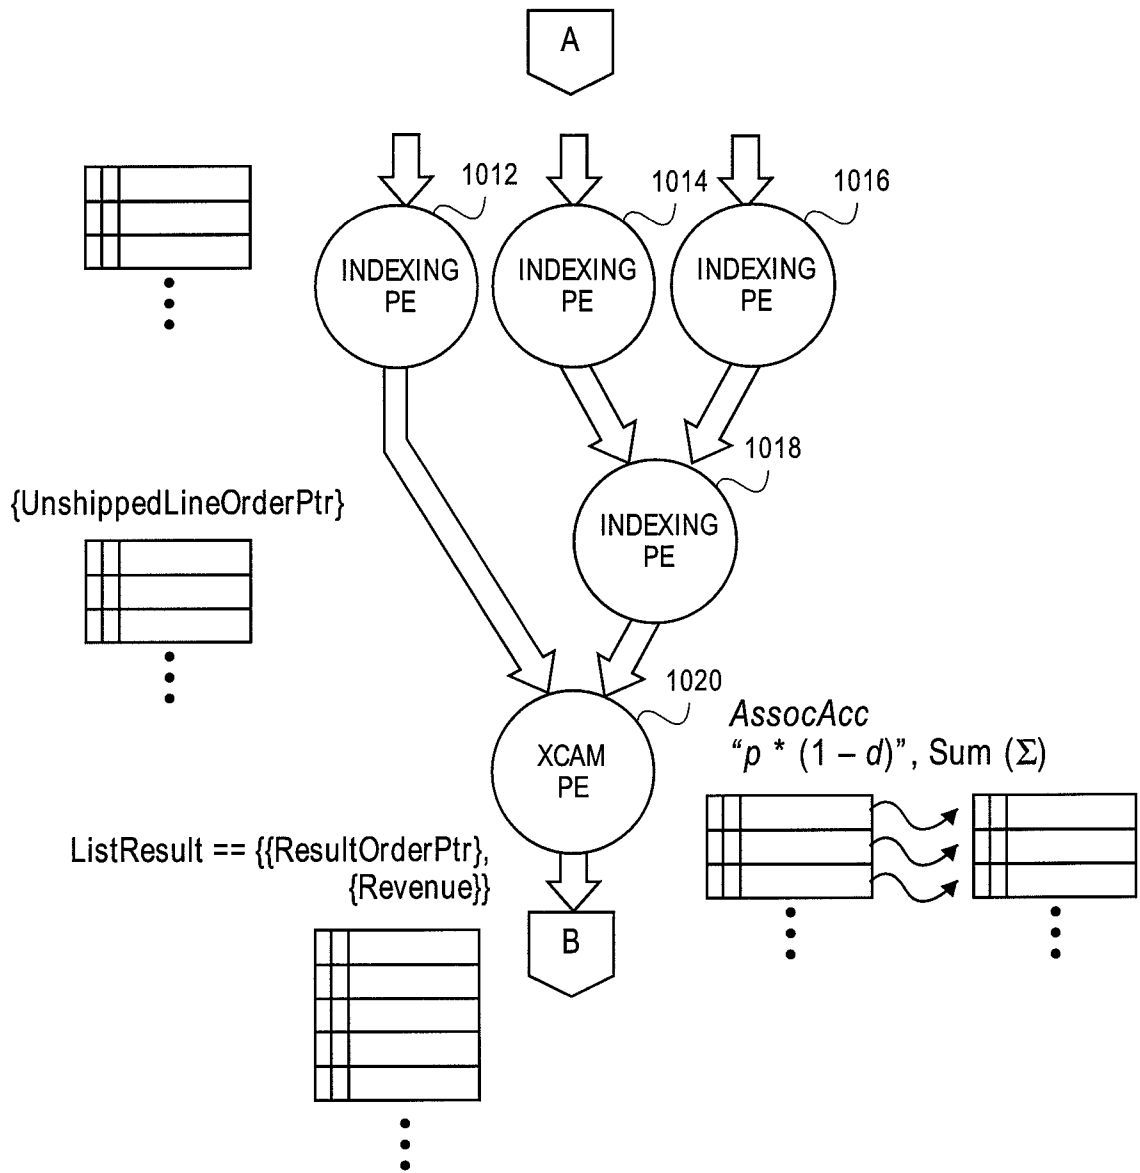 A
1012
1014
1016
INDEXING
PE
INDEXING
PE
INDEXING
PE
1018
{UnshippedLineOrderPtr}
INDEXING
PE
1020
AssocAcc
“p * (1 – d)”, Sum (Σ)
XCAM
PE
ListResult == {{ResultOrderPtr},
{Revenue}}
B